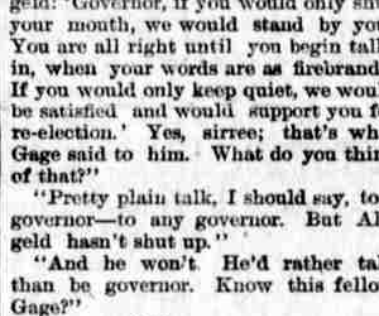 geld: 'Governor, if you would only shu
your mouth, we would stand by you
You are all right until you begin talk
in, when your words are as firebrand
If you would only keep quiet, we woul
be satisfied and would support you f
re-election.' Yes, sirree; that's wh
Gage said to him. What do you thin
of that?"
"Pretty plain talk, I should say, to
governor—to any governor. But Al
geld hasn't shut up."
"And he won't. He'd rather tal
than be governor. Know this fello
Gage?"